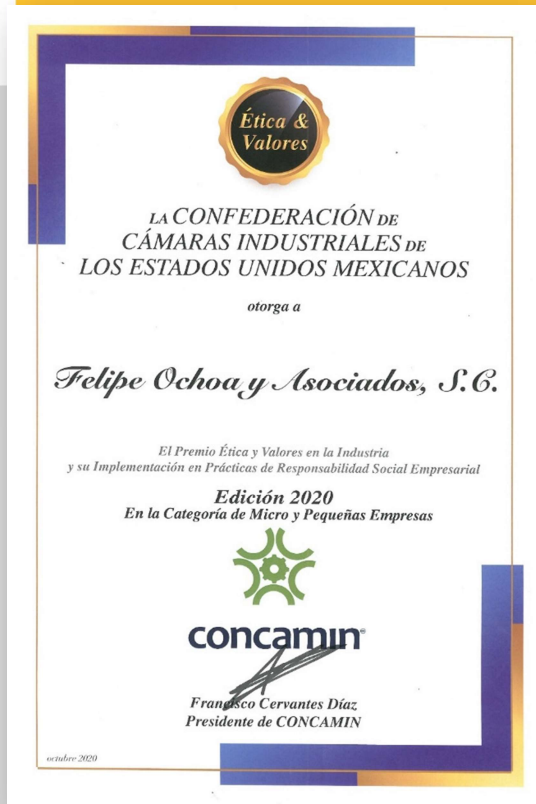 Ética &
Valores
LA CONFEDERACIÓN DE
CÁMARAS INDUSTRIALES DE
LOS ESTADOS UNIDOS MEXICANOS
otorga a
Felipe Ochoa y Asociados, S.C.
El Premio Ética y Valores en la Industria
y su Implementación en Prácticas de Responsabilidad Social Empresarial
Edición 2020
En la Categoría de Micro y Pequeñas Empresas
concamin®
Francisco Cervantes Díaz
Presidente de CONCAMIN
octubre 2020